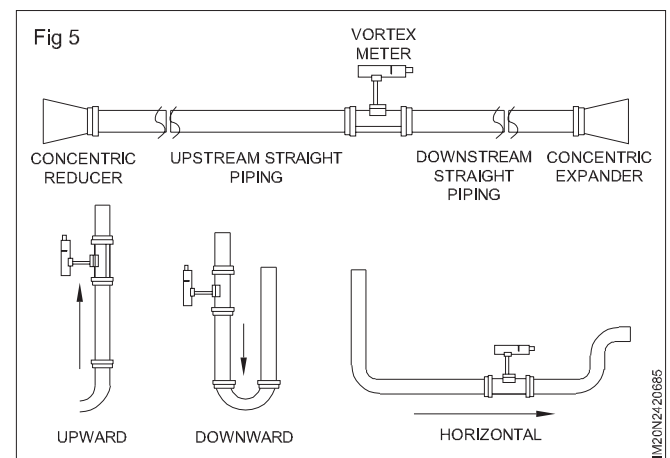 Fig 5
VORTEX
METER
CONCENTRIC
REDUCER
UPSTREAM STRAIGHT
PIPING
DOWNSTREAM
STRAIGHT
PIPING
CONCENTRIC
EXPANDER
UPWARD
DOWNWARD
HORIZONTAL
IM20N2420685